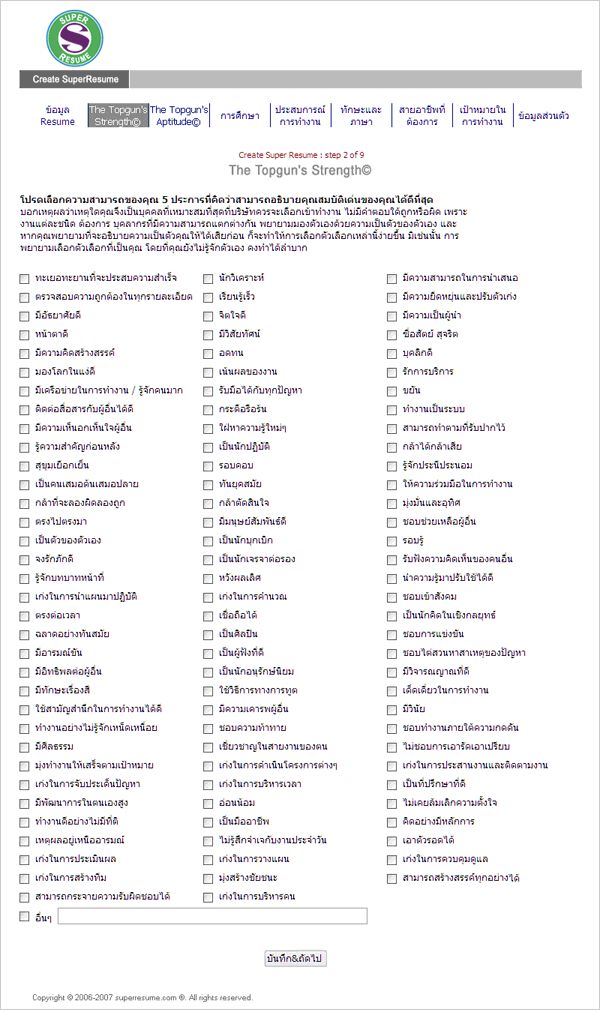 SUPER
S
RESUME
Create SuperResume
ข้อมูล Resume
The Topgun's Strength©
The Topgun's Aptitude©
การศึกษา
ประสบการณ์การทำงาน
ทักษะและภาษา
สายอาชีพที่ต้องการ
เป้าหมายในการทำงาน
ข้อมูลส่วนตัว
Create Super Resume : step 2 of 9
The Topgun's Strength©
โปรดเลือกความสามารถของคุณ 5 ประการที่คิดว่าสามารถอธิบายคุณสมบัติเด่นของคุณได้ดีที่สุด
บอกเหตุผลว่าเหตุใดคุณจึงเป็นบุคคลที่เหมาะสมที่สุดที่บริษัทควรจะเลือกเข้าทำงาน ไม่มีคำตอบใดถูกหรือผิด เพราะ
งานแต่ละชนิด ต้องการ บุคลากรที่มีความสามารถแตกต่างกัน พยายามมองตัวเองด้วยความเป็นตัวของตัวเอง และ
หากคุณพยายามที่จะอธิบายความเป็นตัวคุณให้ได้เสียก่อน ก็จะทำให้การเลือกตัวเลือกเหล่านี้ง่ายขึ้น มิเช่นนั้น การ
พยายามเลือกตัวเลือกที่เป็นคุณ โดยที่คุณยังไม่รู้จักตัวเอง คงทำได้ลำบาก
ทะเยอทะยานที่จะประสบความสำเร็จ นักวิเคราะห์ มีความสามารถในการนำเสนอ
ตรวจสอบความถูกต้องในทุกรายละเอียด เรียนรู้เร็ว มีความยืดหยุ่นและปรับตัวเก่ง
มีอัธยาศัยดี จิตใจดี มีความเป็นผู้นำ
หน้าตาดี มีวิสัยทัศน์ ซื่อสัตย์ สุจริต
มีความคิดสร้างสรรค์ อดทน บุคลิกดี
มองโลกในแง่ดี เน้นผลของงาน รักการบริการ
มีเครือข่ายในการทำงาน / รู้จักคนมาก รับมือได้กับทุกปัญหา ขยัน
ติดต่อสื่อสารกับผู้อื่นได้ดี กระตือรือร้น ทำงานเป็นระบบ
มีความเห็นอกเห็นใจผู้อื่น ใฝ่หาความรู้ใหม่ๆ สามารถทำตามที่รับปากไว้
รู้ความสำคัญก่อนหลัง เป็นนักปฏิบัติ กล้าได้กล้าเสีย
สุขุมเยือกเย็น รอบคอบ รู้จักประนีประนอม
เป็นคนเสมอต้นเสมอปลาย ทันยุคสมัย ให้ความร่วมมือในการทำงาน
กล้าที่จะลองผิดลองถูก กล้าตัดสินใจ มุ่งมั่นและอุทิศ
ตรงไปตรงมา มีมนุษย์สัมพันธ์ดี ชอบช่วยเหลือผู้อื่น
เป็นตัวของตัวเอง เป็นนักบุกเบิก รอบรู้
จงรักภักดี เป็นนักเจรจาต่อรอง รับฟังความคิดเห็นของคนอื่น
รู้จักบทบาทหน้าที่ หวังผลเลิศ นำความรู้มาปรับใช้ได้ดี
เก่งในการนำแผนมาปฏิบัติ เก่งในการคำนวณ ชอบเข้าสังคม
ตรงต่อเวลา เชื่อถือได้ เป็นนักคิดในเชิงกลยุทธ์
ฉลาดอย่างทันสมัย เป็นศิลปิน ชอบการแข่งขัน
มีอารมณ์ขัน เป็นผู้ฟังที่ดี ชอบไต่สวนหาสาเหตุของปัญหา
มีอิทธิพลต่อผู้อื่น เป็นนักอนุรักษ์นิยม มีวิจารณญาณที่ดี
มีทักษะเรื่องสี ใช้วิธีการทางการทูต เด็ดเดี่ยวในการทำงาน
ใช้สามัญสำนึกในการทำงานได้ดี มีความเคารพผู้อื่น มีวินัย
ทำงานอย่างไม่รู้จักเหน็ดเหนื่อย ชอบความท้าทาย ชอบทำงานภายใต้ความกดดัน
มีศีลธรรม เชี่ยวชาญในสายงานของตน ไม่ชอบการเอารัดเอาเปรียบ
มุ่งทำงานให้เสร็จตามเป้าหมาย เก่งในการดำเนินโครงการต่างๆ เก่งในการประสานงานและติดตามงาน
เก่งในการจับประเด็นปัญหา เก่งในการบริหารเวลา เป็นที่ปรึกษาที่ดี
มีพัฒนาการในตนเองสูง อ่อนน้อม ไม่เคยล้มเลิกความตั้งใจ
ทำงานดีอย่างไม่มีที่ติ เป็นมืออาชีพ คิดอย่างมีหลักการ
เหตุผลอยู่เหนืออารมณ์ ไม่รู้สึกจำเจกับงานประจำวัน เอาตัวรอดได้
เก่งในการประเมินผล เก่งในการวางแผน เก่งในการควบคุมดูแล
เก่งในการสร้างทีม มุ่งสร้างชัยชนะ สามารถสร้างสรรค์ทุกอย่างได้
สามารถกระจายความรับผิดชอบได้ เก่งในการบริหารคน
อื่นๆ
บันทึก&ถัดไป
Copyright © 2006-2007 superresume.com ®. All rights reserved.